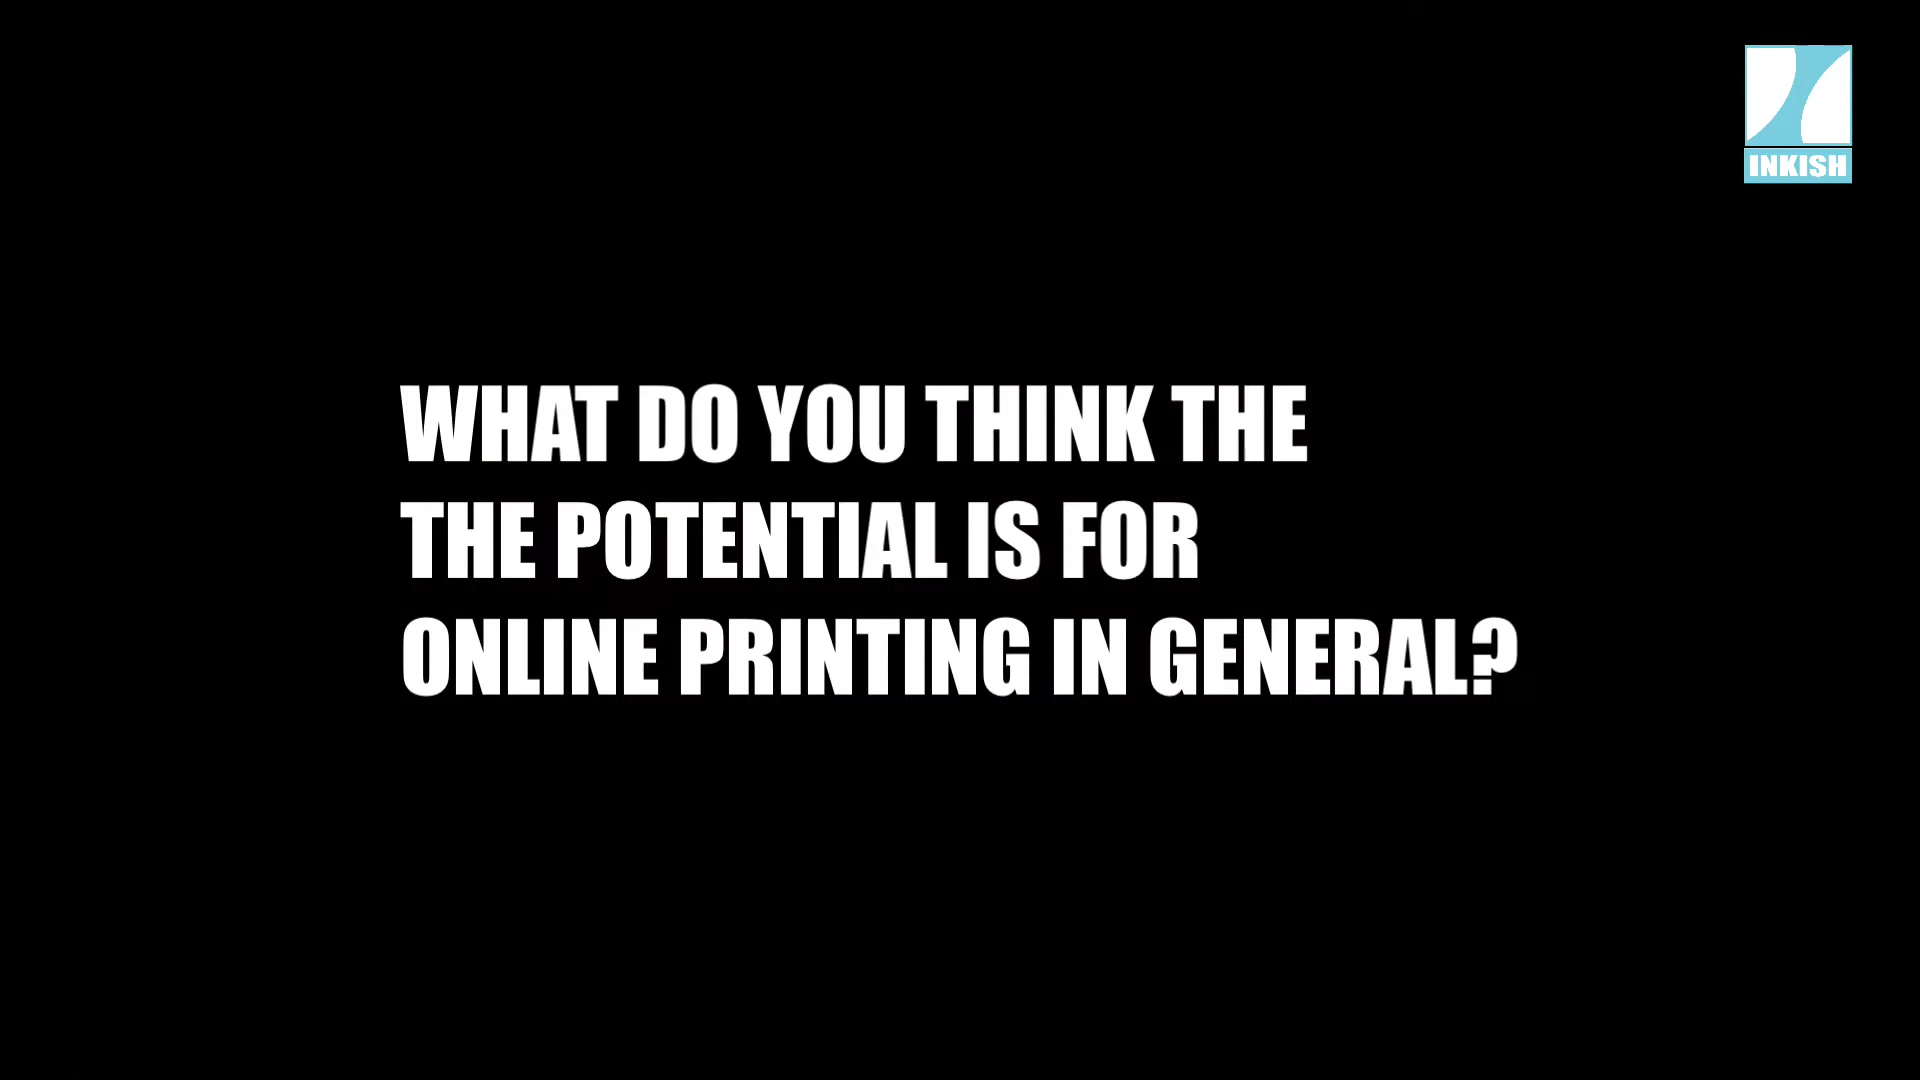 INKISH
WHAT DO YOU THINK THE
THE POTENTIAL IS FOR
ONLINE PRINTING IN GENERAL?